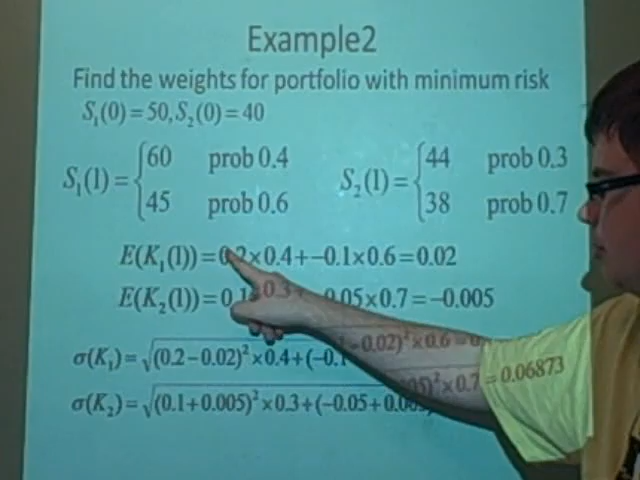 Example2
Find the weights for portfolio with minimum risk
S₁(0)=50, S₂(0)=40
S₁(1)={60 prob 0.4 S₂(1)={44 prob 0.3
45 prob 0.6 38 prob 0.7
E(K₁(1))=0.2×0.4+−0.1×0.6=0.02
E(K₂(1))=0.1 0.3 0.05×0.7=−0.005
σ(K₁)=√(0.2−0.02)²×0.4+(−0.1−0.02)²×0.6=
σ(K₂)=√(0.1+0.005)²×0.3+(−0.05+0.005)²×0.7=0.06873